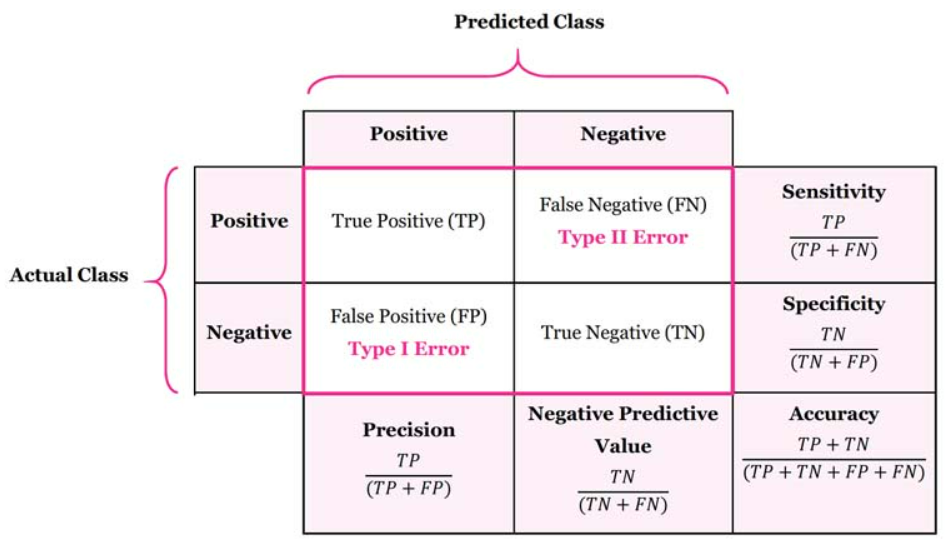 Predicted Class
Positive
Negative
Actual Class
Positive
True Positive (TP)
False Negative (FN)
Type II Error
Sensitivity
TP
(TP + FN)
Negative
False Positive (FP)
Type I Error
True Negative (TN)
Specificity
TN
(TN + FP)
Precision
TP
(TP + FP)
Negative Predictive
Value
TN
(TN + FN)
Accuracy
TP + TN
(TP + TN + FP + FN)